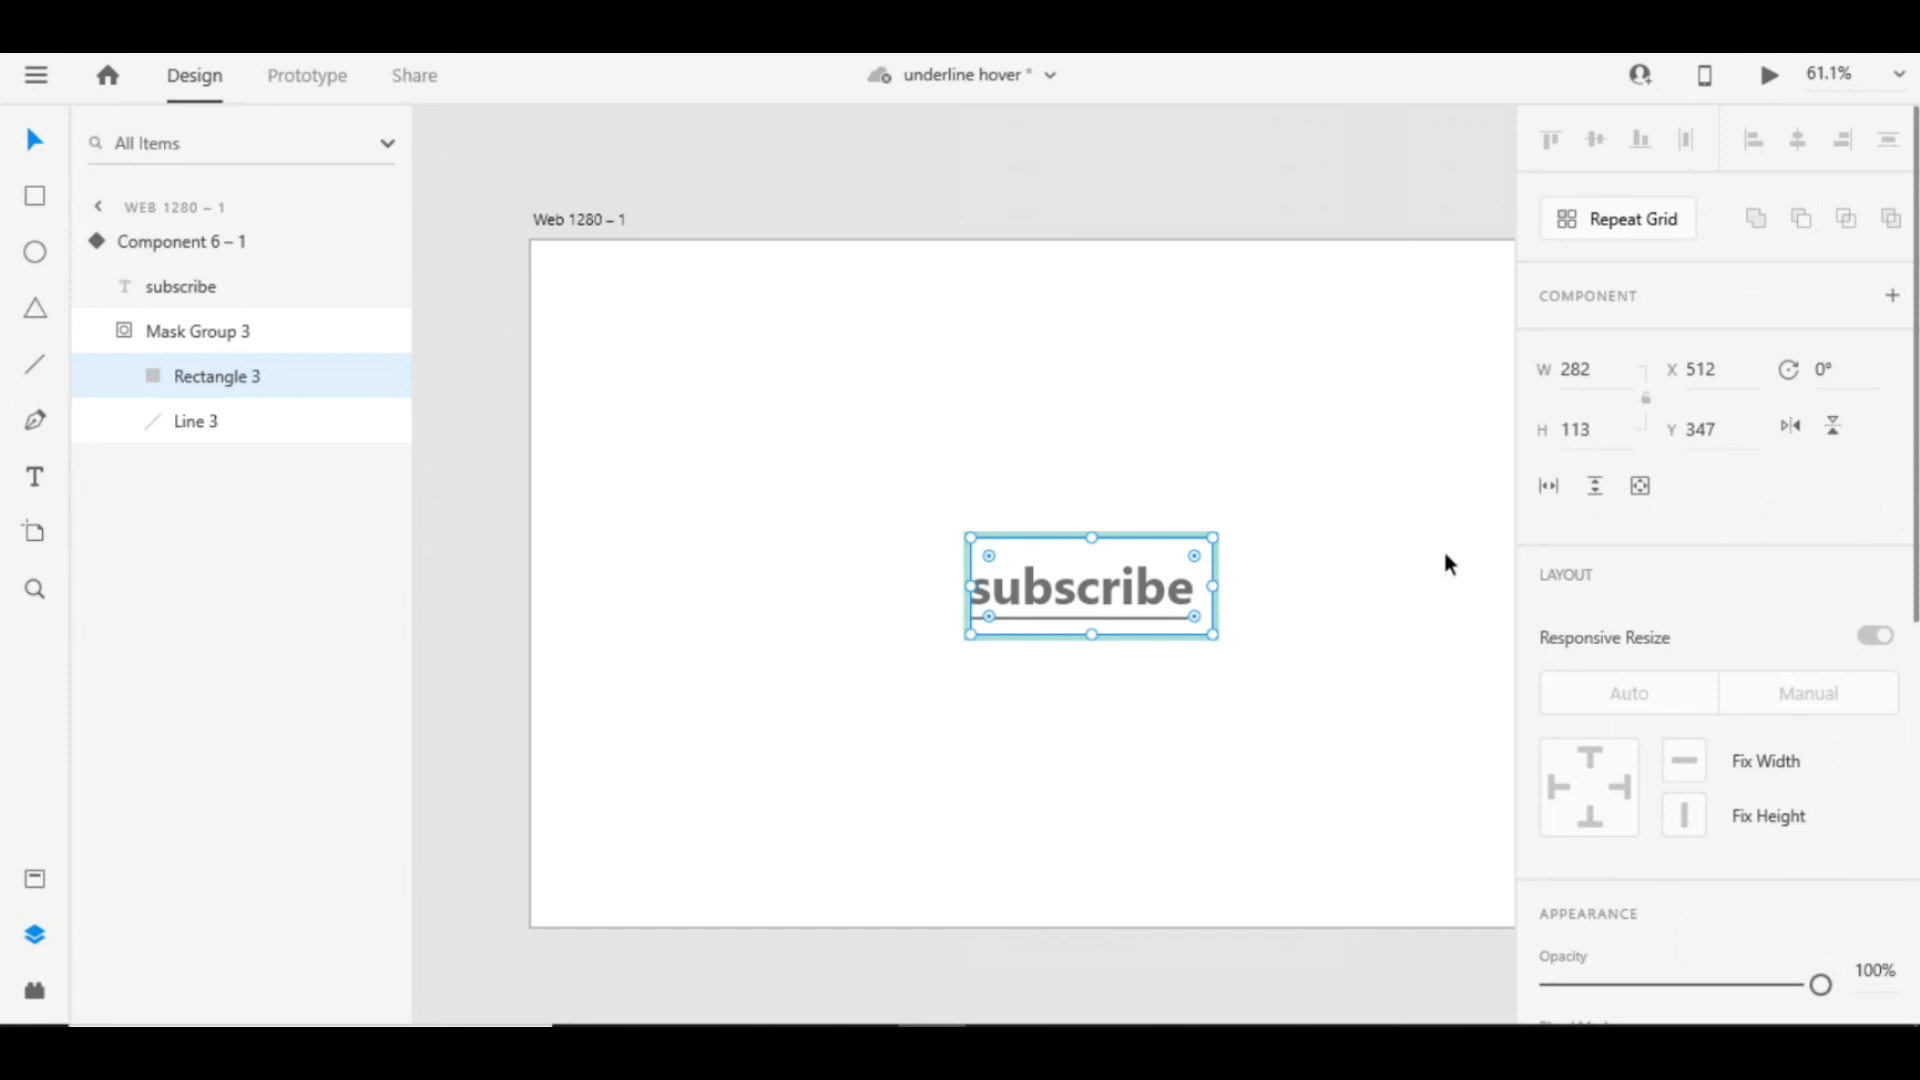 Design
Prototype
Share
underline hover *
61.1%
All Items
WEB 1280 – 1
Component 6 – 1
T subscribe
Mask Group 3
Rectangle 3
Line 3
T
Web 1280 – 1
subscribe
Repeat Grid
COMPONENT
W 282
X 512
0°
H 113
Y 347
LAYOUT
Responsive Resize
Auto
Manual
Fix Width
Fix Height
APPEARANCE
Opacity
100%